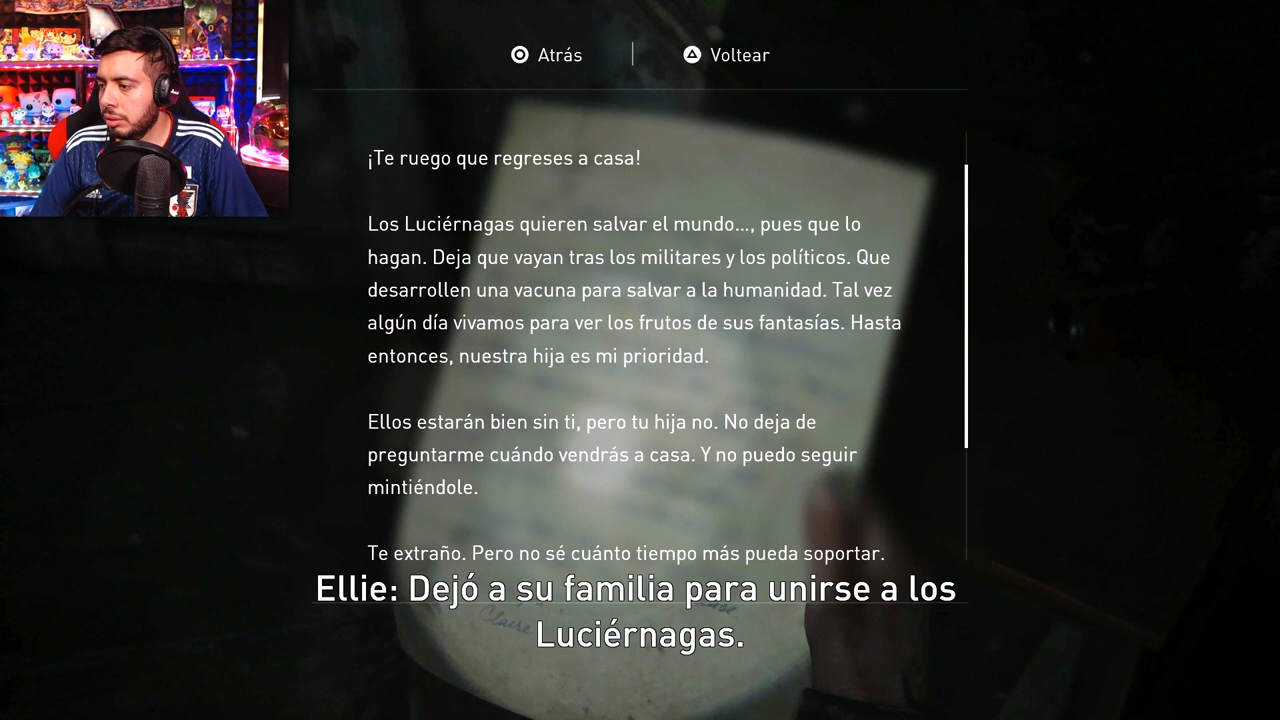 Atrás
Voltear
¡Te ruego que regreses a casa!
Los Luciérnagas quieren salvar el mundo..., pues que lo
hagan. Deja que vayan tras los militares y los políticos. Que
desarrollen una vacuna para salvar a la humanidad. Tal vez
algún día vivamos para ver los frutos de sus fantasías. Hasta
entonces, nuestra hija es mi prioridad.
Ellos estarán bien sin ti, pero tu hija no. No deja de
preguntarme cuándo vendrás a casa. Y no puedo seguir
mintiéndole.
Te extraño. Pero no sé cuánto tiempo más pueda soportar.
Ellie: Dejó a su familia para unirse a los
Luciérnagas.
Claire